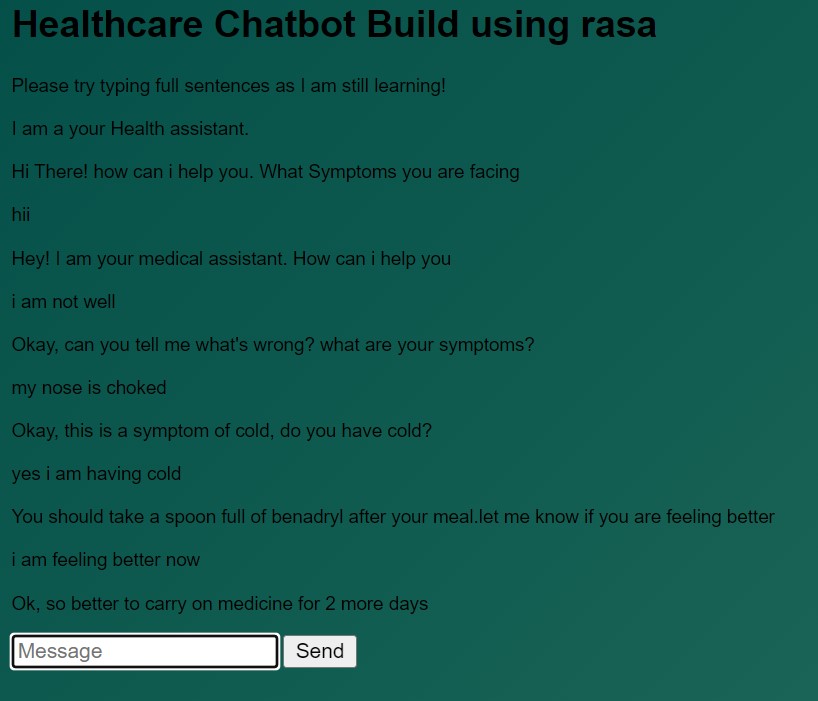 Healthcare Chatbot Build using rasa
Please try typing full sentences as I am still learning!
I am a your Health assistant.
Hi There! how can i help you. What Symptoms you are facing
hii
Hey! I am your medical assistant. How can i help you
i am not well
Okay, can you tell me what's wrong? what are your symptoms?
my nose is choked
Okay, this is a symptom of cold, do you have cold?
yes i am having cold
You should take a spoon full of benadryl after your meal.let me know if you are feeling better
i am feeling better now
Ok, so better to carry on medicine for 2 more days
Message Send